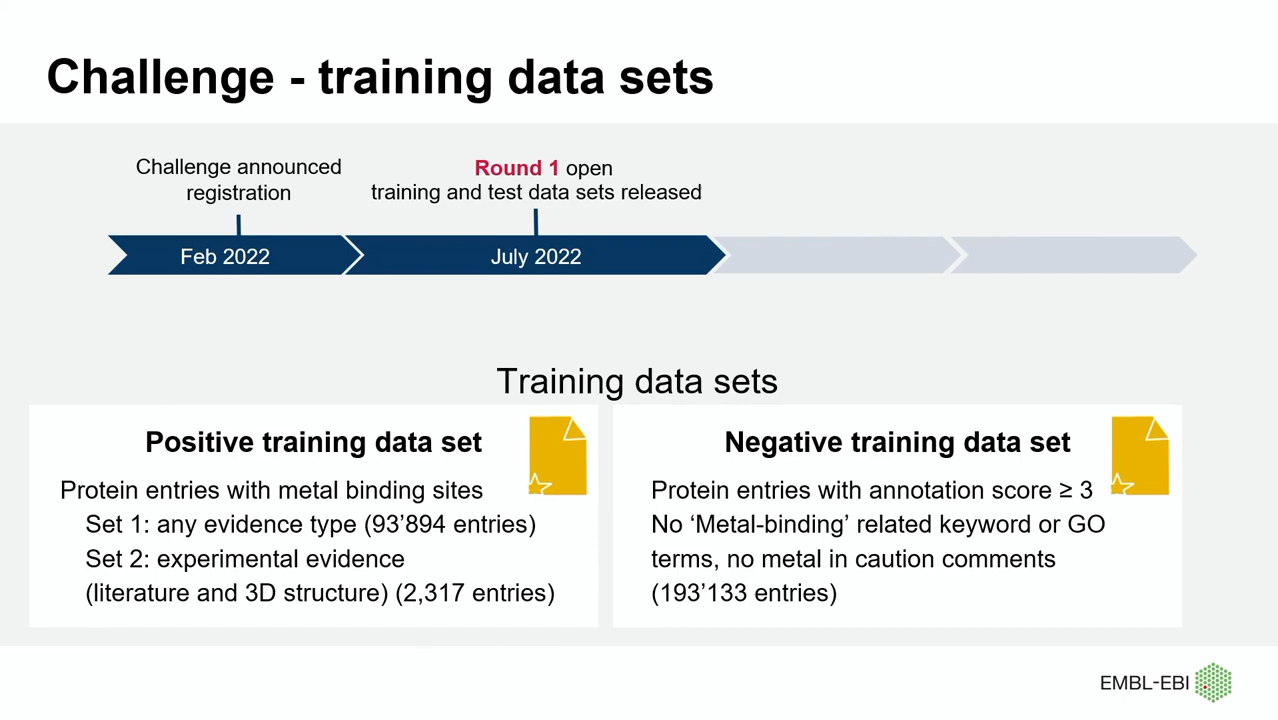 Challenge - training data sets
Challenge announced
registration
Round 1 open
training and test data sets released
Feb 2022
July 2022
Training data sets
Positive training data set
Protein entries with metal binding sites
Set 1: any evidence type (93’894 entries)
Set 2: experimental evidence
(literature and 3D structure) (2,317 entries)
Negative training data set
Protein entries with annotation score ≥ 3
No ‘Metal-binding’ related keyword or GO
terms, no metal in caution comments
(193’133 entries)
EMBL-EBI